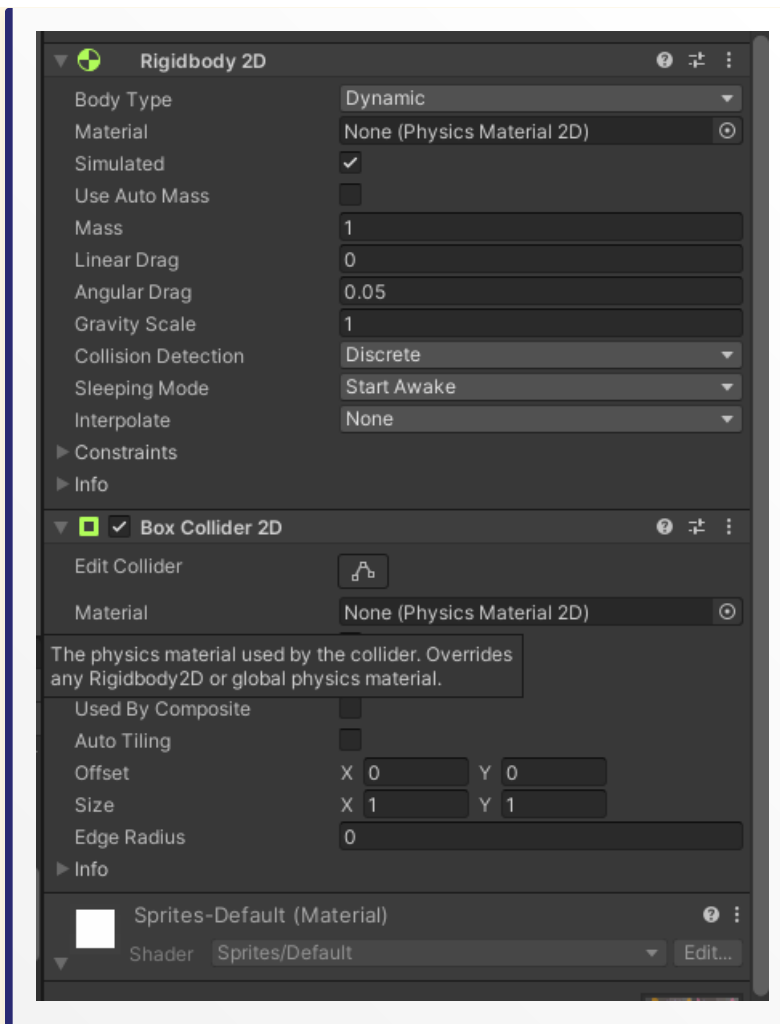 Rigidbody 2D
Body Type Dynamic
Material None (Physics Material 2D)
Simulated
Use Auto Mass
Mass 1
Linear Drag 0
Angular Drag 0.05
Gravity Scale 1
Collision Detection Discrete
Sleeping Mode Start Awake
Interpolate None
Constraints
Info
Box Collider 2D
Edit Collider
Material None (Physics Material 2D)
The physics material used by the collider. Overrides
any Rigidbody2D or global physics material.
Used By Composite
Auto Tiling
Offset X 0 Y 0
Size X 1 Y 1
Edge Radius 0
Info
Sprites-Default (Material)
Shader Sprites/Default Edit...